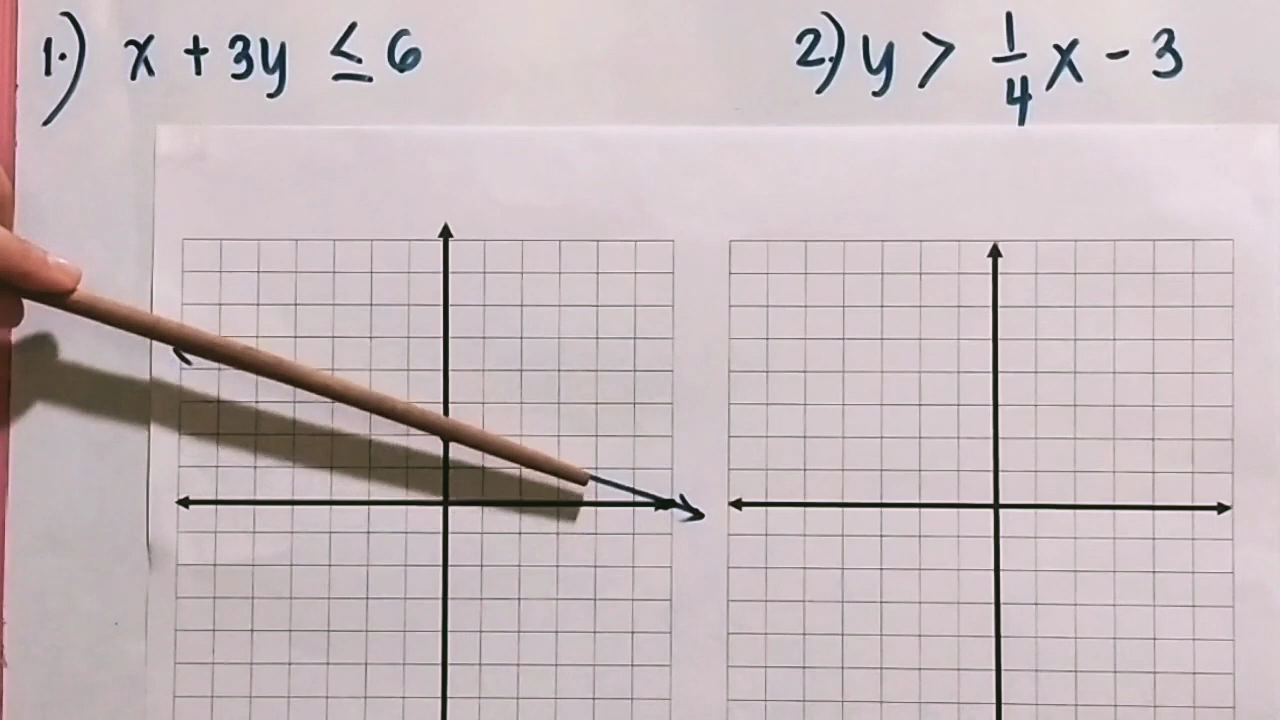 1.) x + 3y ≤ 6
2.) y > 1/4 x - 3